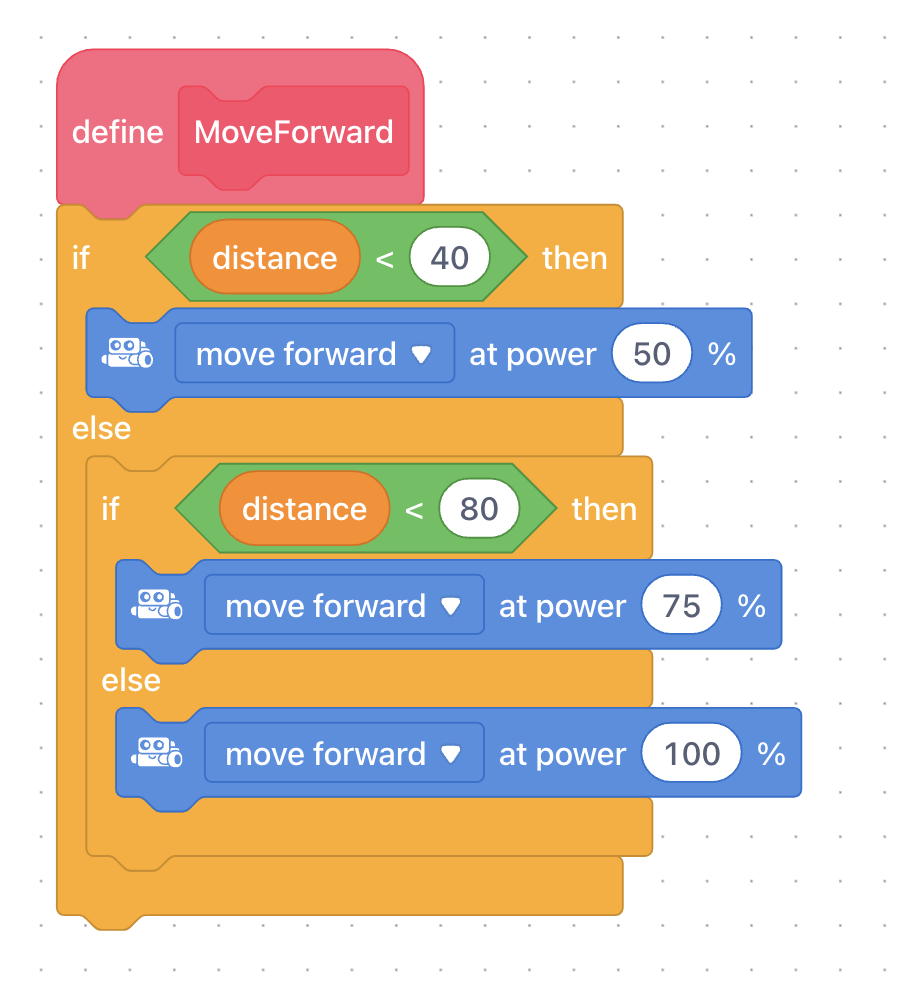 define MoveForward
if distance < 40 then
move forward at power 50 %
else
if distance < 80 then
move forward at power 75 %
else
move forward at power 100 %